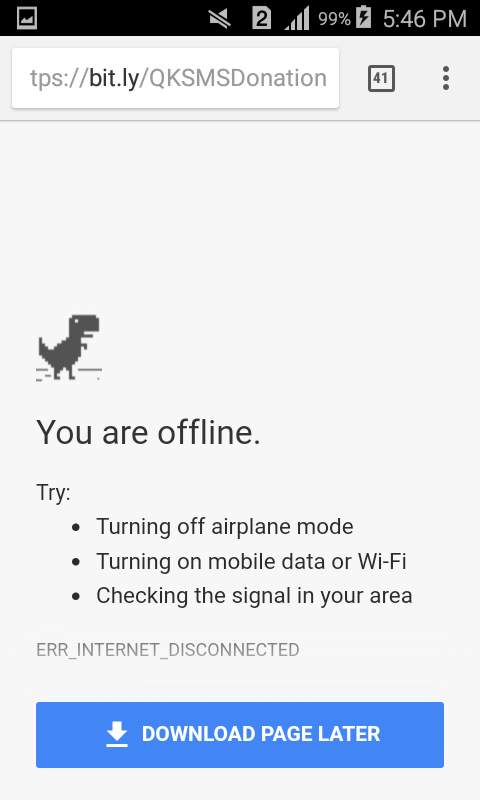 2 99% 5:46 PM
tps://bit.ly/QKSMSDonation 41
You are offline.
Try:
• Turning off airplane mode
• Turning on mobile data or Wi-Fi
• Checking the signal in your area
ERR_INTERNET_DISCONNECTED
DOWNLOAD PAGE LATER